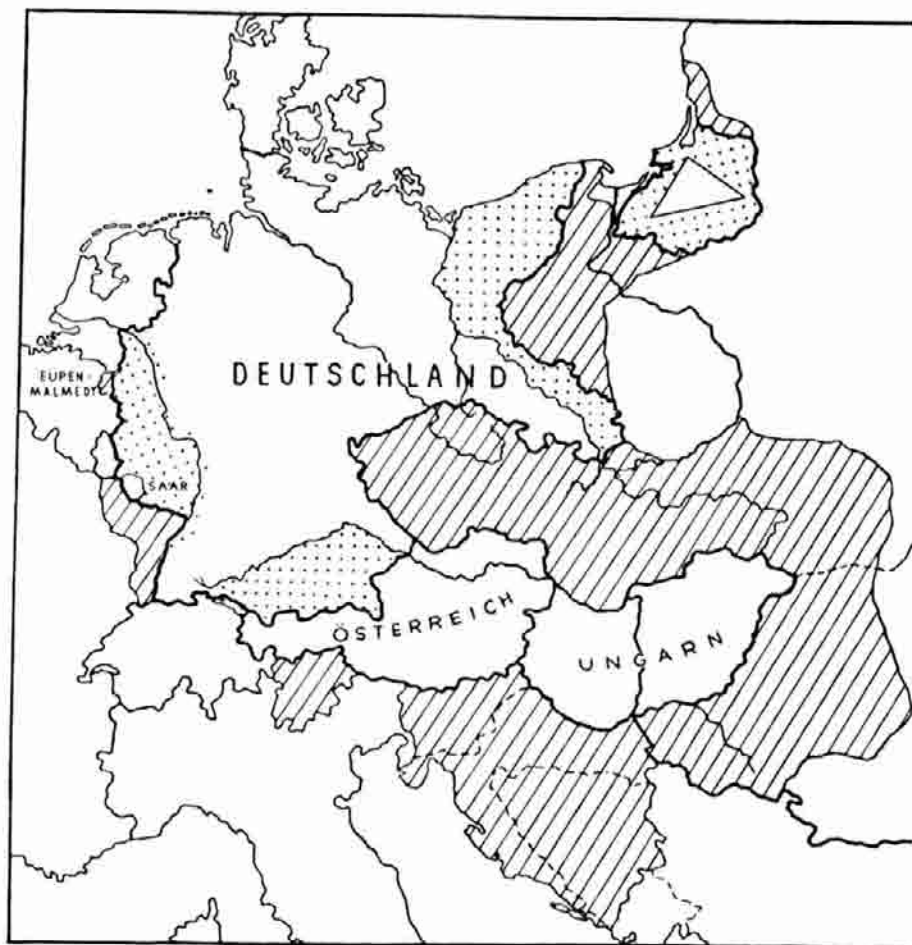 DEUTSCHLAND
EUPEN-
MALMEDY
SAAR
ÖSTERREICH
UNGARN